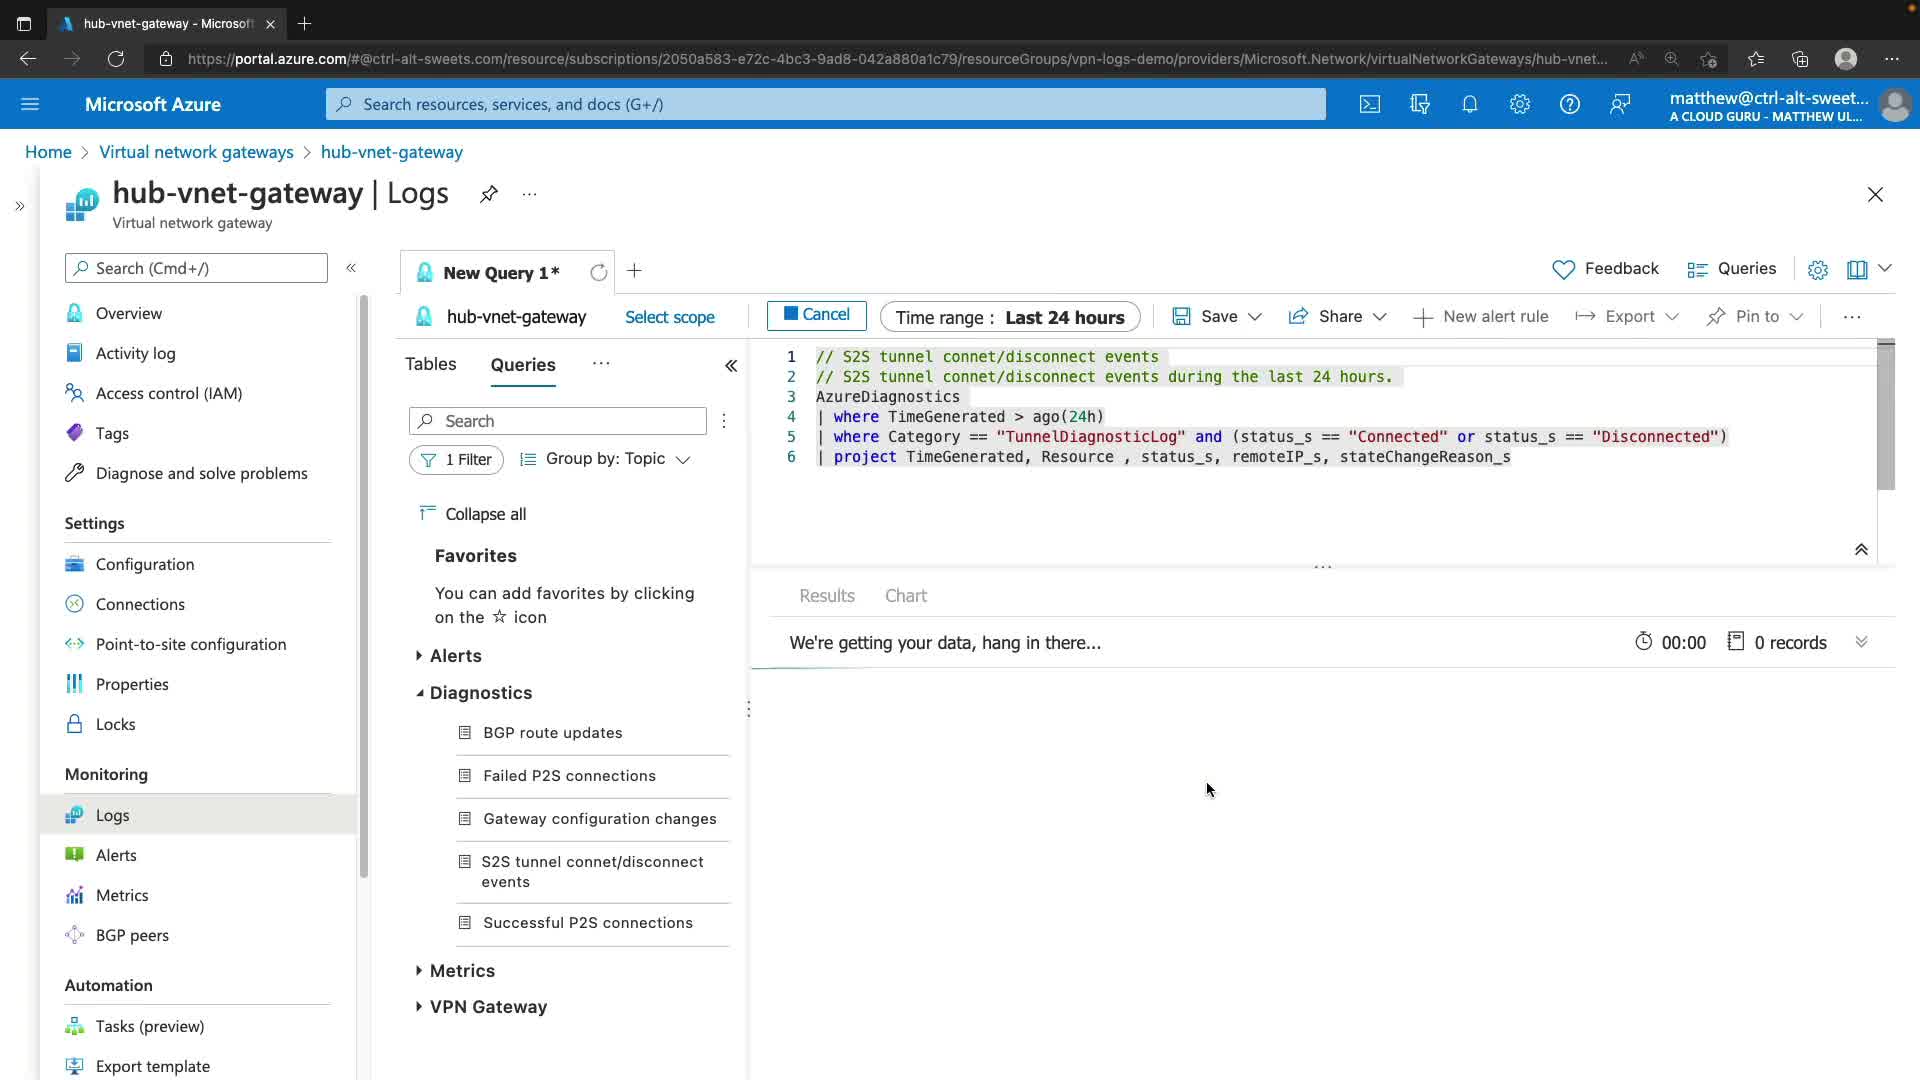 hub-vnet-gateway - Microsoft
https://portal.azure.com/#@ctrl-alt-sweets.com/resource/subscriptions/2050a583-e72c-4bc3-9ad8-042a880a1c79/resourceGroups/vpn-logs-demo/providers/Microsoft.Network/virtualNetworkGateways/hub-vnet...
Microsoft Azure
Search resources, services, and docs (G+/)
matthew@ctrl-alt-sweet...
A CLOUD GURU - MATTHEW UL...
Home > Virtual network gateways > hub-vnet-gateway
hub-vnet-gateway | Logs
Virtual network gateway
Search (Cmd+/)
Overview
Activity log
Access control (IAM)
Tags
Diagnose and solve problems
Settings
Configuration
Connections
Point-to-site configuration
Properties
Locks
Monitoring
Logs
Alerts
Metrics
BGP peers
Automation
Tasks (preview)
Export template
New Query 1*
Feedback
Queries
hub-vnet-gateway
Select scope
Cancel
Time range : Last 24 hours
Save
Share
New alert rule
Export
Pin to
Tables
Queries
Search
1 Filter
Group by: Topic
Collapse all
Favorites
You can add favorites by clicking
on the ☆ icon
Alerts
Diagnostics
BGP route updates
Failed P2S connections
Gateway configuration changes
S2S tunnel connet/disconnect
events
Successful P2S connections
Metrics
VPN Gateway
1 // S2S tunnel connet/disconnect events
2 // S2S tunnel connet/disconnect events during the last 24 hours.
3 AzureDiagnostics
4 | where TimeGenerated > ago(24h)
5 | where Category == "TunnelDiagnosticLog" and (status_s == "Connected" or status_s == "Disconnected")
6 | project TimeGenerated, Resource , status_s, remoteIP_s, stateChangeReason_s
Results
Chart
We're getting your data, hang in there...
00:00
0 records